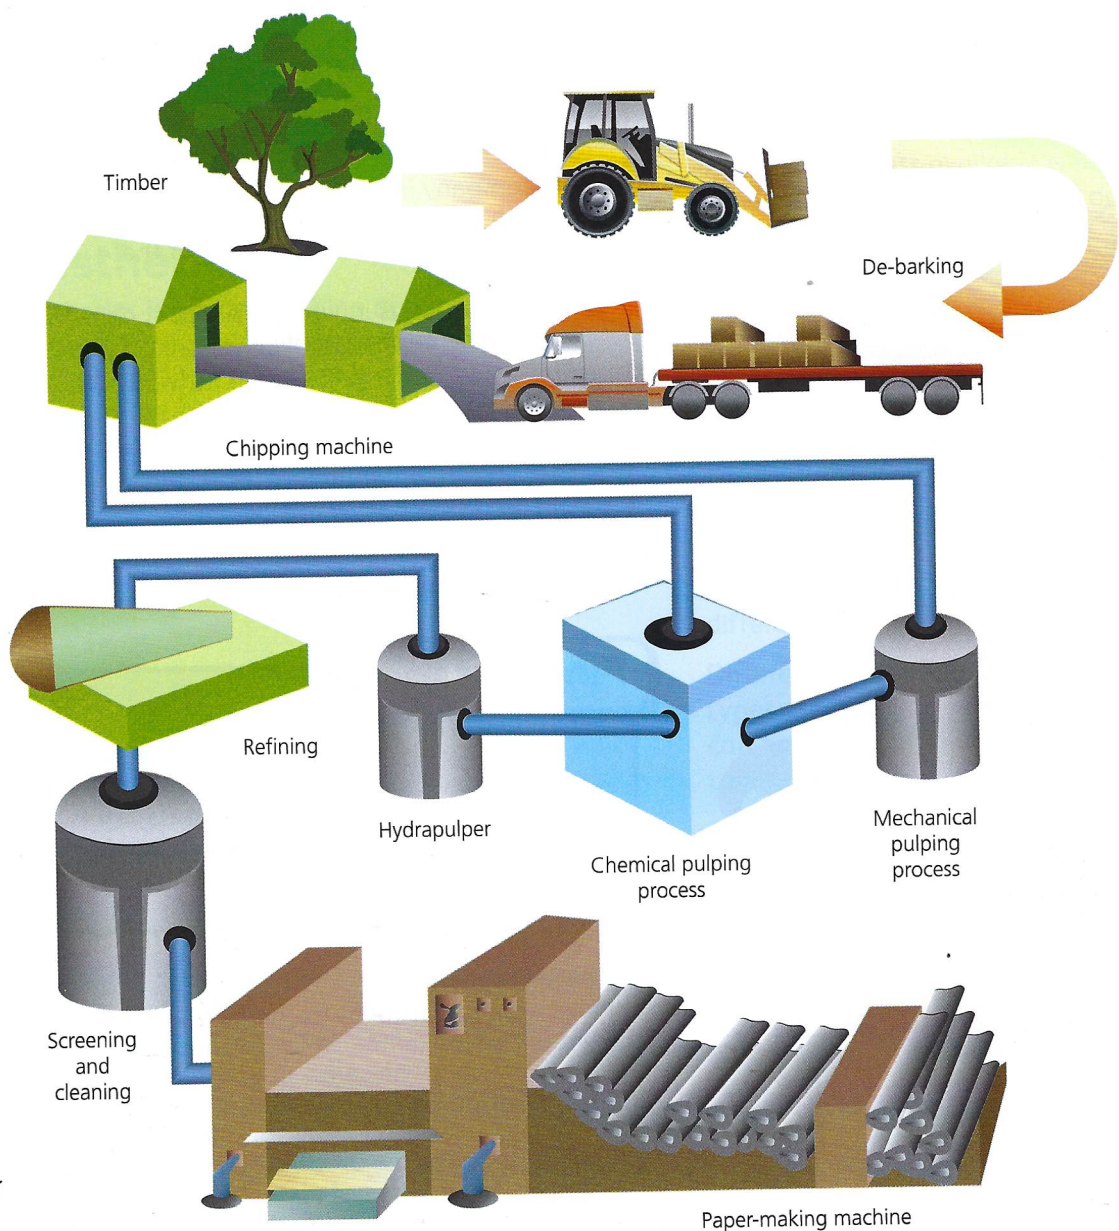 Timber
De-barking
Chipping machine
Refining
Hydrapulper
Chemical pulping
process
Mechanical
pulping
process
Screening
and
cleaning
Paper-making machine